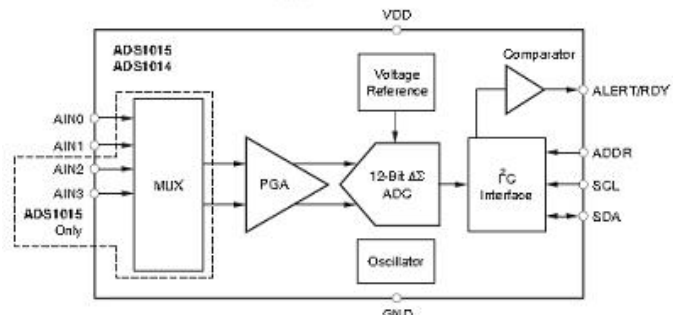 VDD
ADS1015
ADS1014
Comparator
Voltage
Reference
ALERT/RDY
AIN0
AIN1
AIN2
AIN3
ADS1015
Only
MUX
PGA
12-Bit ΔΣ
ADC
I²C
Interface
ADDR
SCL
SDA
Oscillator
GND